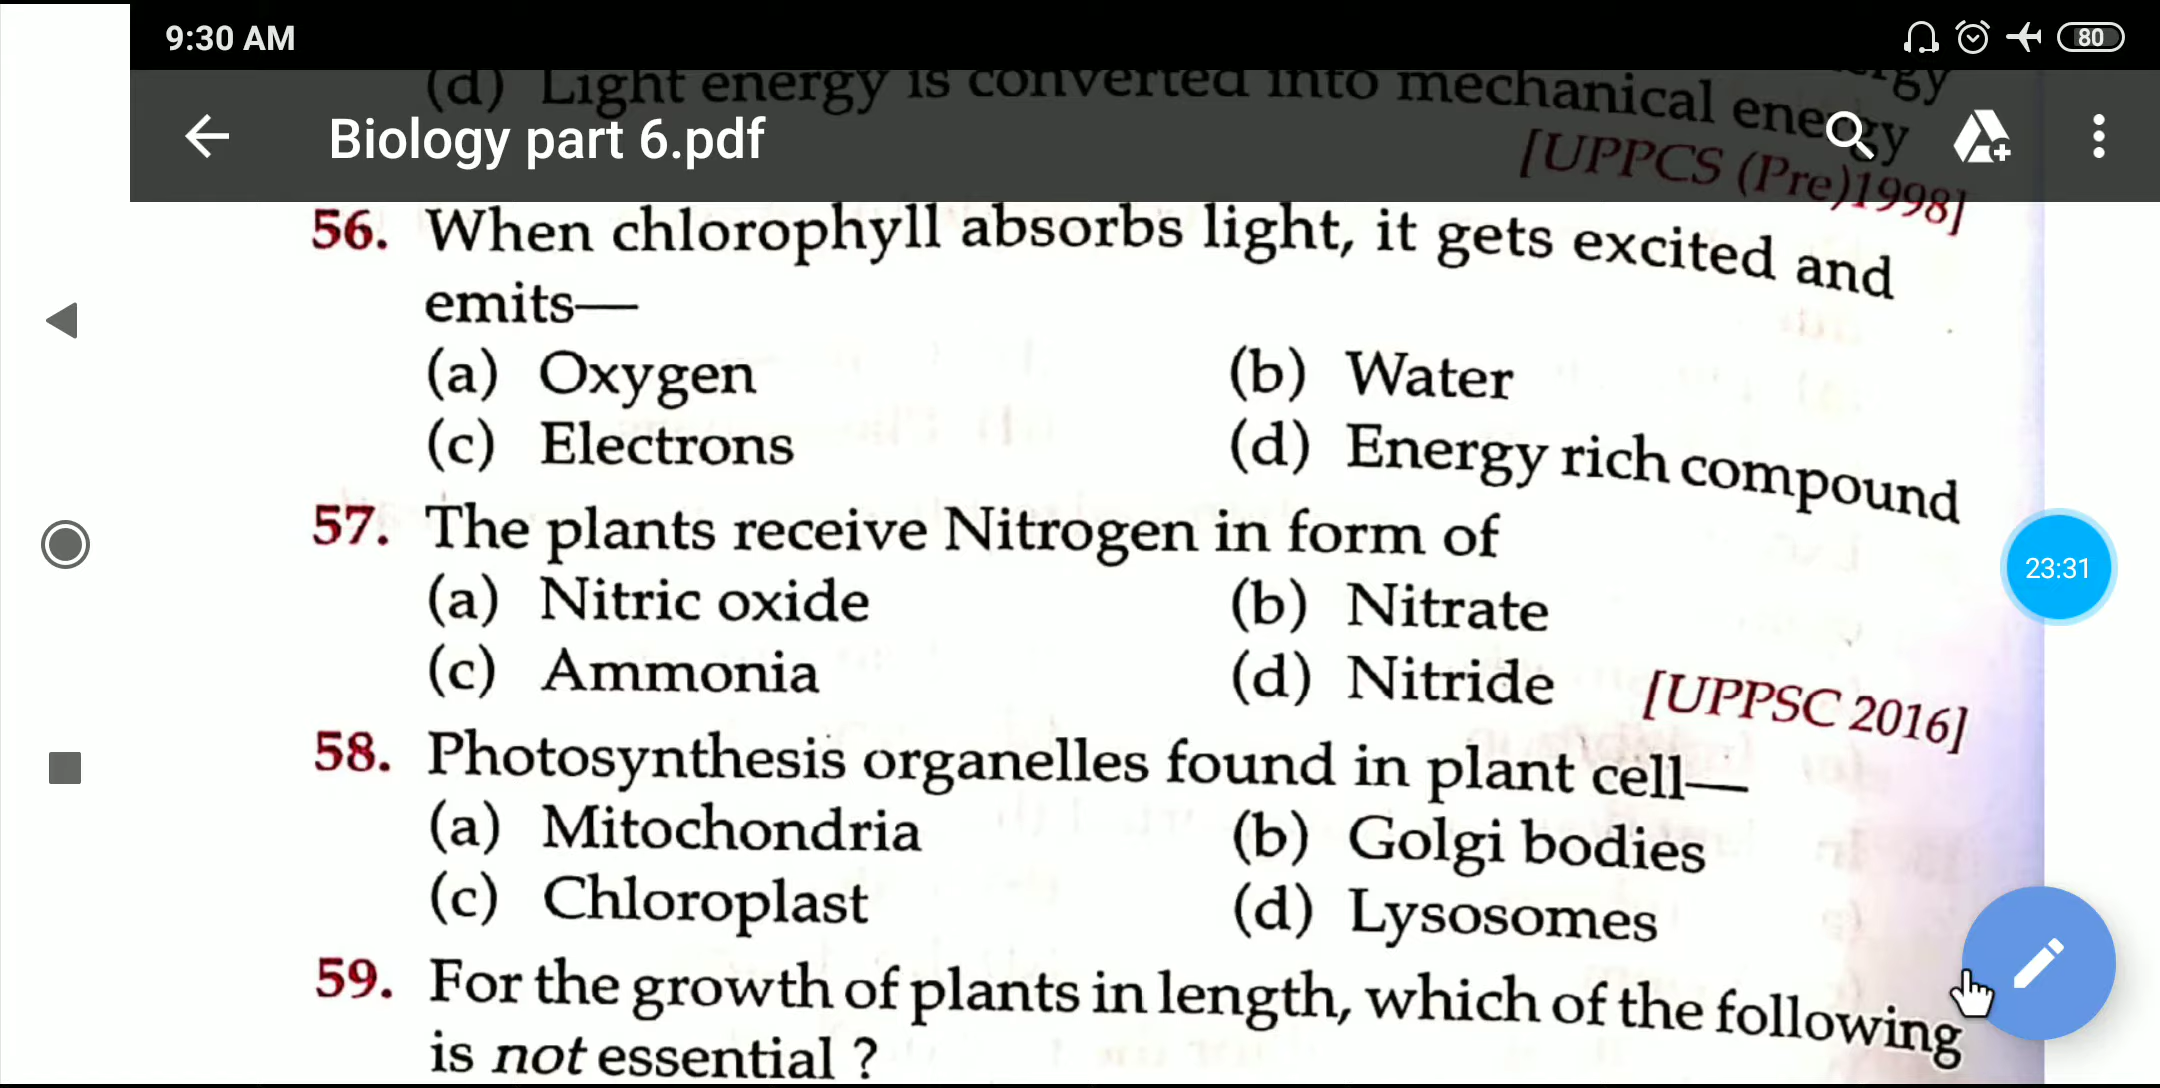 9:30 AM
80
(d) Light energy is converted into mechanical energy
Biology part 6.pdf
[UPPCS (Pre)1998]
56. When chlorophyll absorbs light, it gets excited and
emits—
(a) Oxygen (b) Water
(c) Electrons (d) Energy rich compound
57. The plants receive Nitrogen in form of
(a) Nitric oxide (b) Nitrate
(c) Ammonia (d) Nitride [UPPSC 2016]
23:31
58. Photosynthesis organelles found in plant cell—
(a) Mitochondria (b) Golgi bodies
(c) Chloroplast (d) Lysosomes
59. For the growth of plants in length, which of the following
is not essential ?